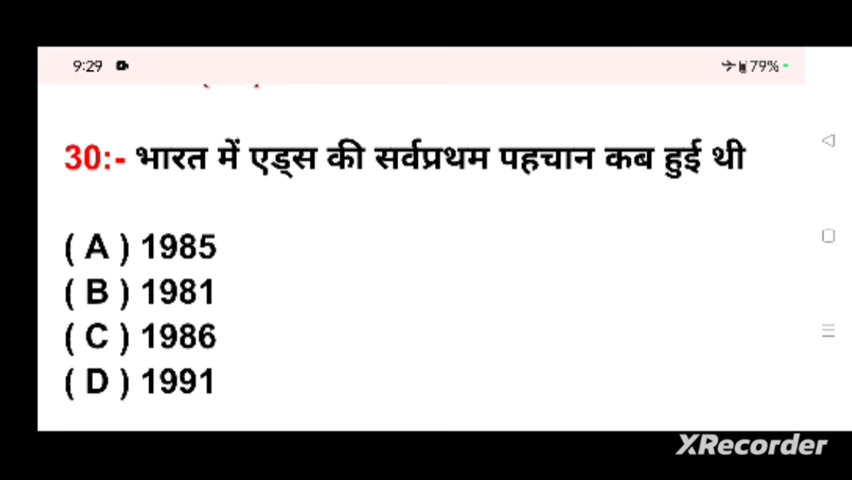 9:29
79%
30:- भारत में एड्स की सर्वप्रथम पहचान कब हुई थी
( A ) 1985
( B ) 1981
( C ) 1986
( D ) 1991
XRecorder